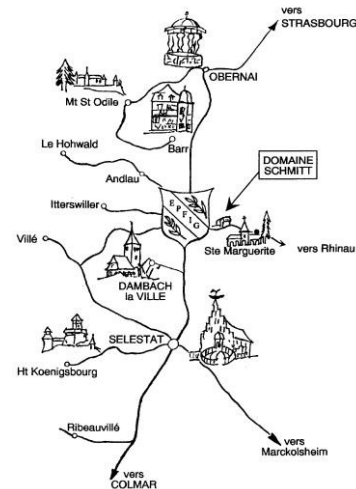 vers
STRASBOURG
OBERNAI
Mt St Odile
Barr
Le Hohwald
DOMAINE
SCHMITT
Andlau
EPFIG
Itterswiller
Ste Marguerite
vers Rhinau
Villé
DAMBACH
la VILLE
SELESTAT
Ht Koenigsbourg
Ribeauvillé
vers
Marckolsheim
vers
COLMAR